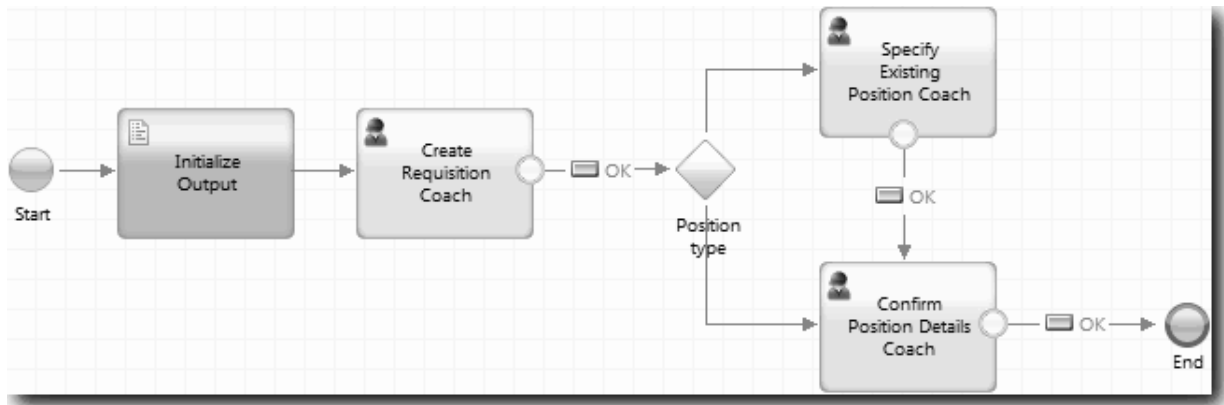 Start
Initialize
Output
Create
Requisition
Coach
OK
Position
type
Specify
Existing
Position Coach
OK
Confirm
Position Details
Coach
OK
End